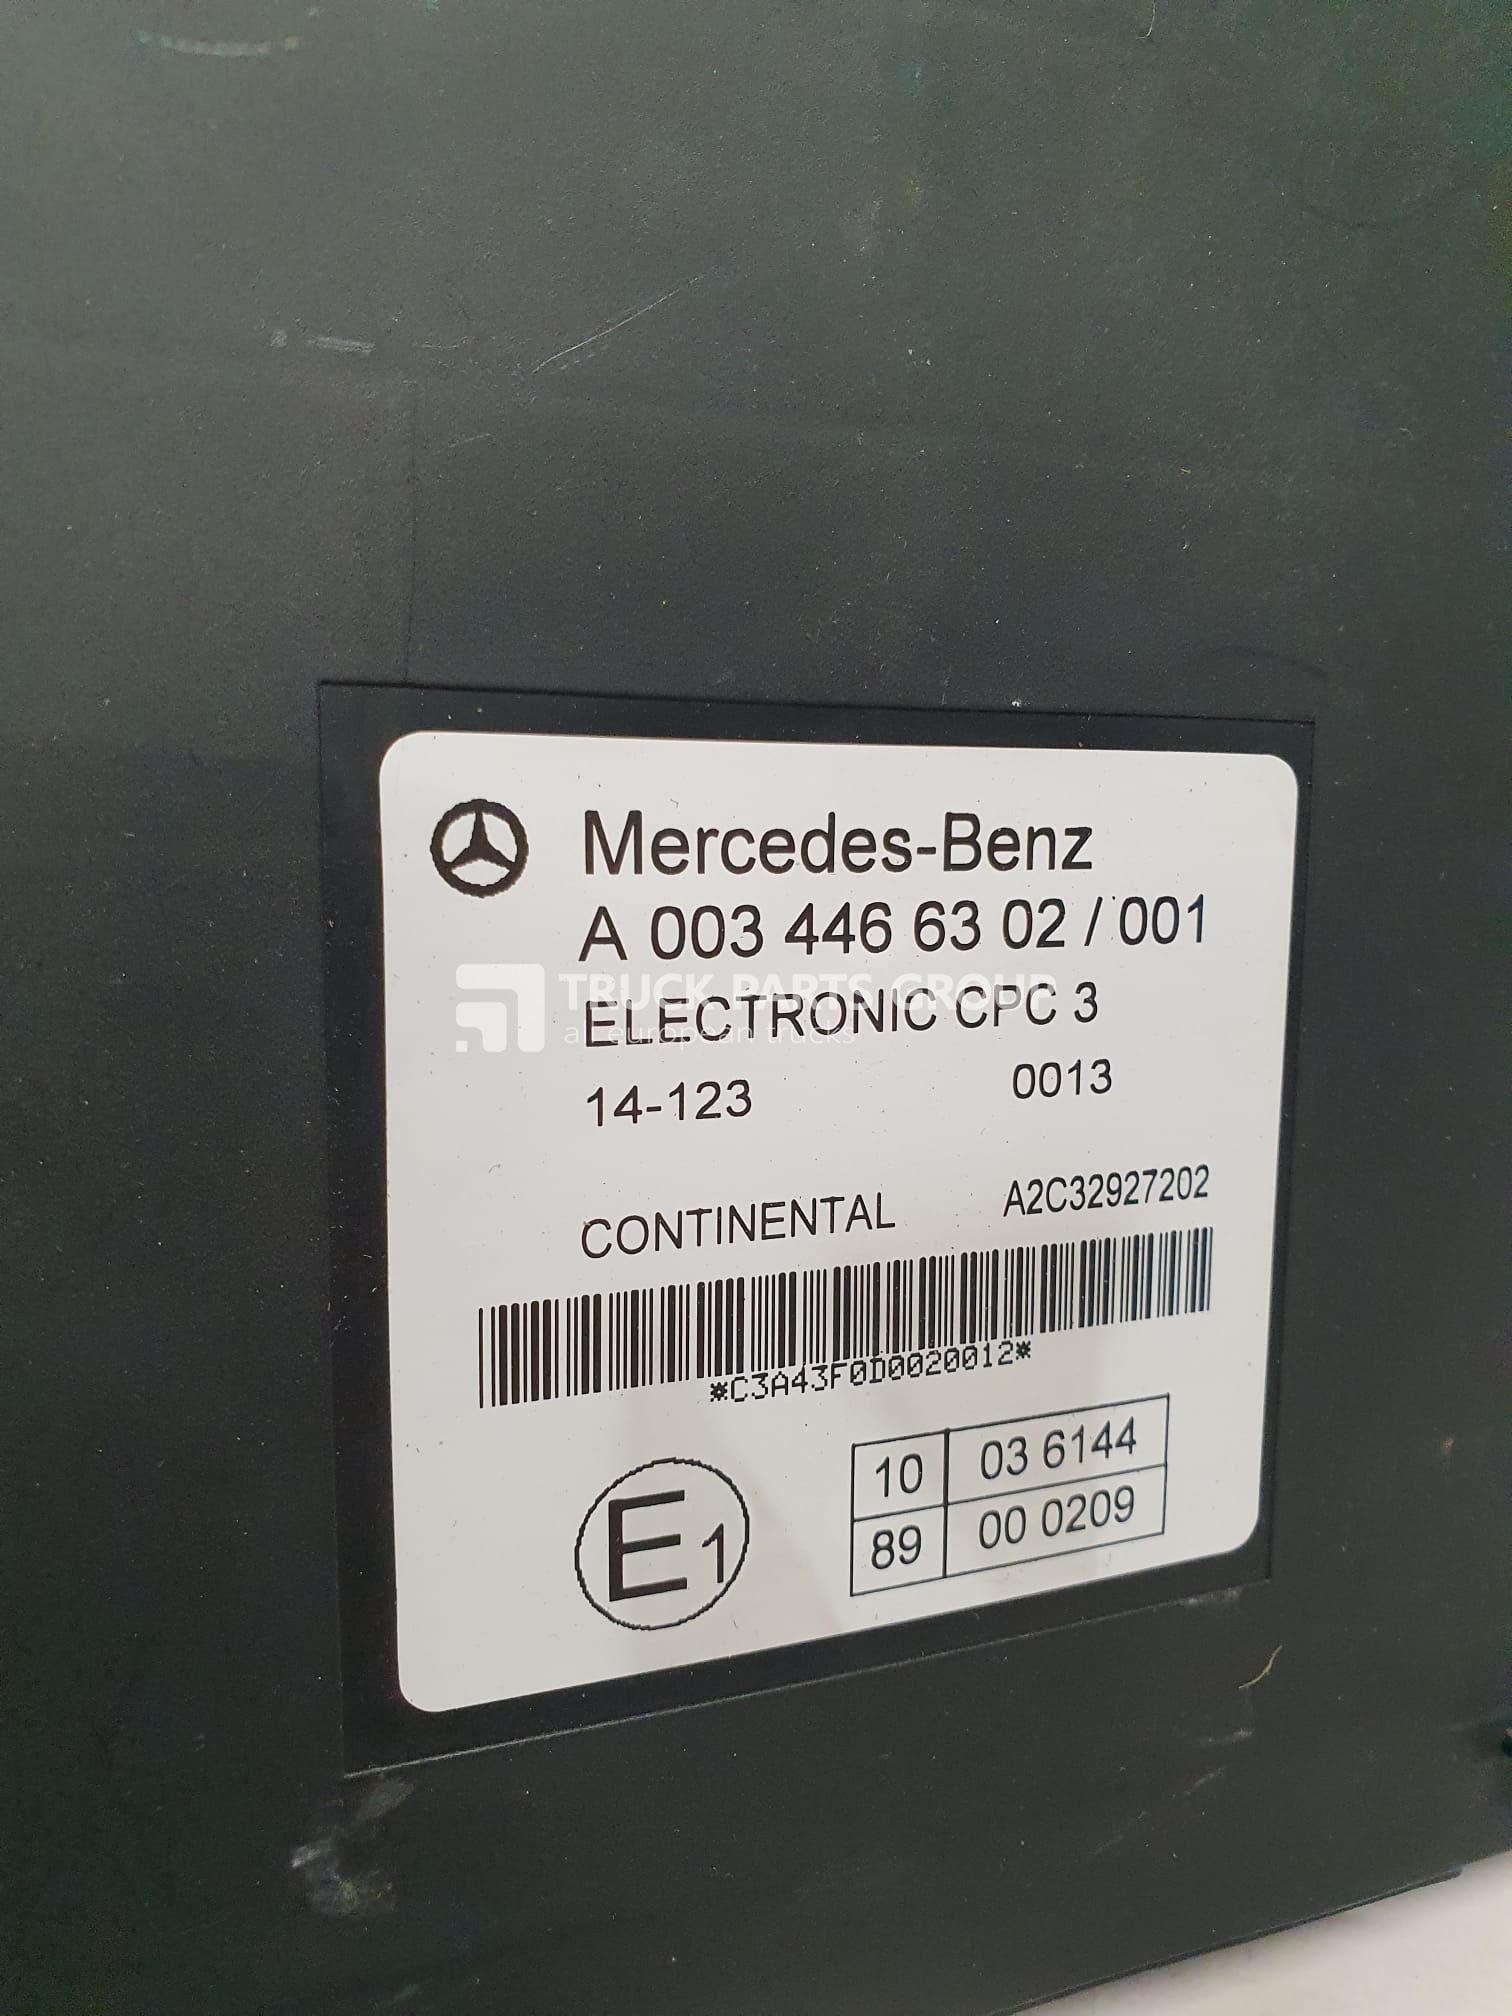 Mercedes-Benz
A 003 446 63 02 / 001
TRUCK PARTS GROUP
ELECTRONIC CPC 3
all european trucks
14-123 0013
CONTINENTAL A2C32927202
*C3A43F0D0020012*
E1
10 03 6144
89 00 0209